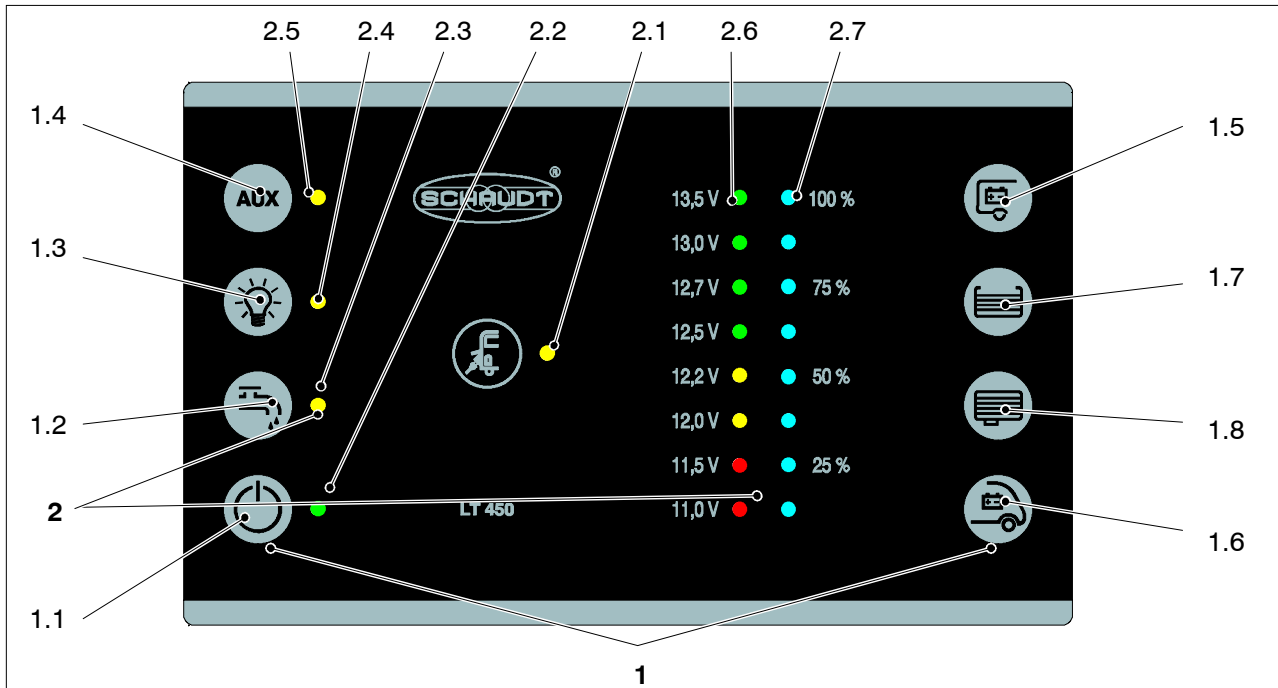 2.5 2.4 2.3 2.2 2.1 2.6 2.7
1.4
1.3
1.2
2
1.1
AUX
SCHAUDT ®
LT 450
13,5 V 100 %
13,0 V
12,7 V 75 %
12,5 V
12,2 V 50 %
12,0 V
11,5 V 25 %
11,0 V
1.5
1.7
1.8
1.6
1